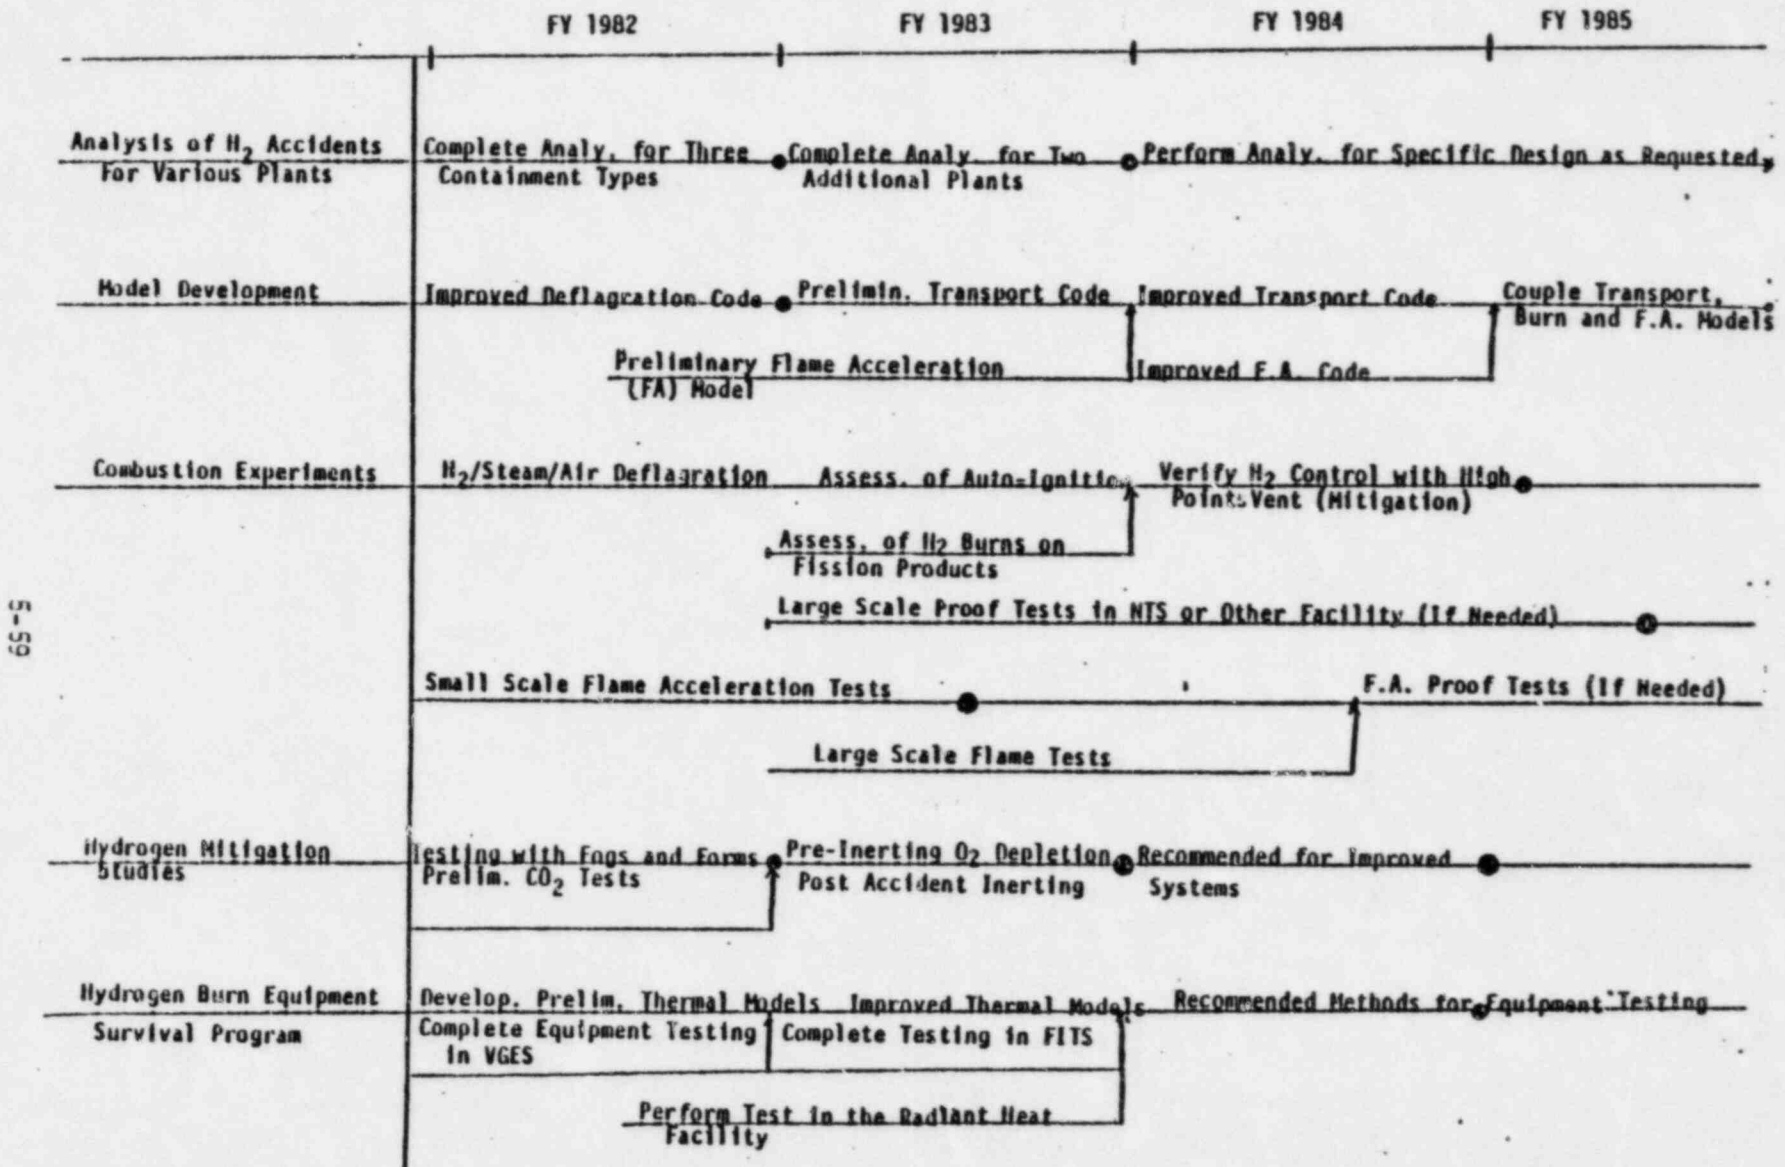 FY 1982
FY 1983
FY 1984
FY 1985
Analysis of H2 Accidents
For Various Plants
Complete Analy. for Three
Containment Types
Complete Analy. for Two
Additional Plants
Perform Analy. for Specific Design as Requested
Model Development
Improved Deflagration Code
Prelimin. Transport Code
Improved Transport Code
Couple Transport,
Burn and F.A. Models
Preliminary Flame Acceleration
(FA) Model
Improved F.A. Code
Combustion Experiments
H2/Steam/Air Deflagration
Assess. of Auto-Ignition
Verify H2 Control with High
Point Vent (Mitigation)
Assess. of H2 Burns on
Fission Products
Large Scale Proof Tests in NTS or Other Facility (If Needed)
5-59
Small Scale Flame Acceleration Tests
F.A. Proof Tests (If Needed)
Large Scale Flame Tests
Hydrogen Mitigation
Studies
Testing with Fogs and Forms
Prelim. CO2 Tests
Pre-Inerting O2 Depletion
Post Accident Inerting
Recommended for Improved
Systems
Hydrogen Burn Equipment
Survival Program
Develop. Prelim. Thermal Models
Improved Thermal Models
Recommended Methods for Equipment Testing
Complete Equipment Testing
in VGES
Complete Testing in FITS
Perform Test in the Radiant Heat
Facility